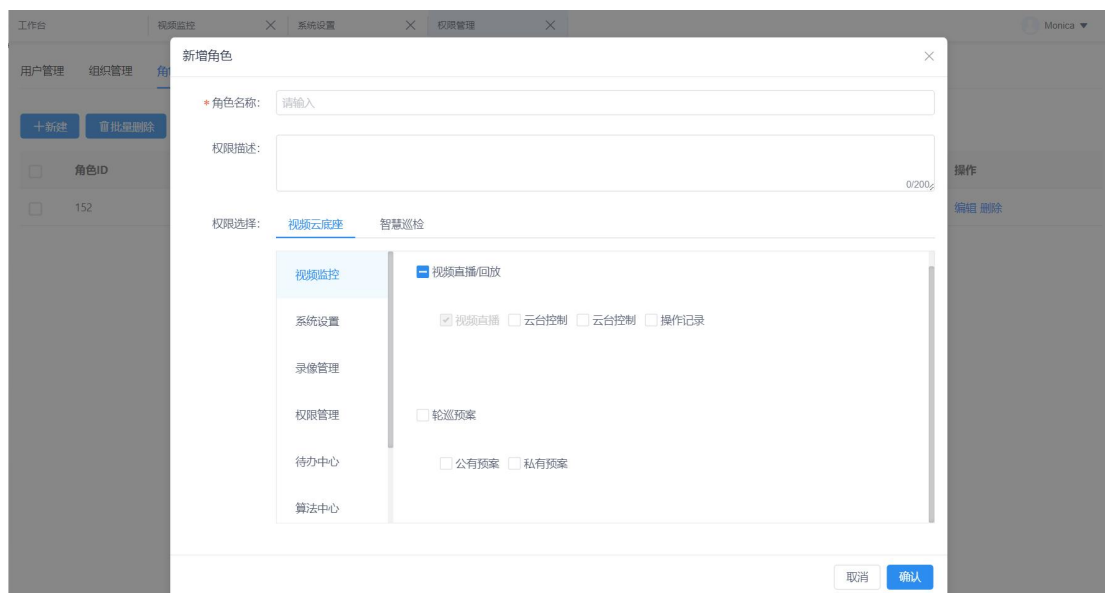 工作台 视频监控 系统设置 权限管理 Monica
新增角色
用户管理 组织管理 角
*角色名称: 请输入
+新建 批量删除
权限描述:
0/200
角色ID 操作
152 编辑 删除
权限选择: 视频云底座 智慧巡检
视频监控 视频直播/回放
系统设置 视频直播 云台控制 云台控制 操作记录
录像管理
权限管理 轮巡预案
待办中心 公有预案 私有预案
算法中心
取消 确认